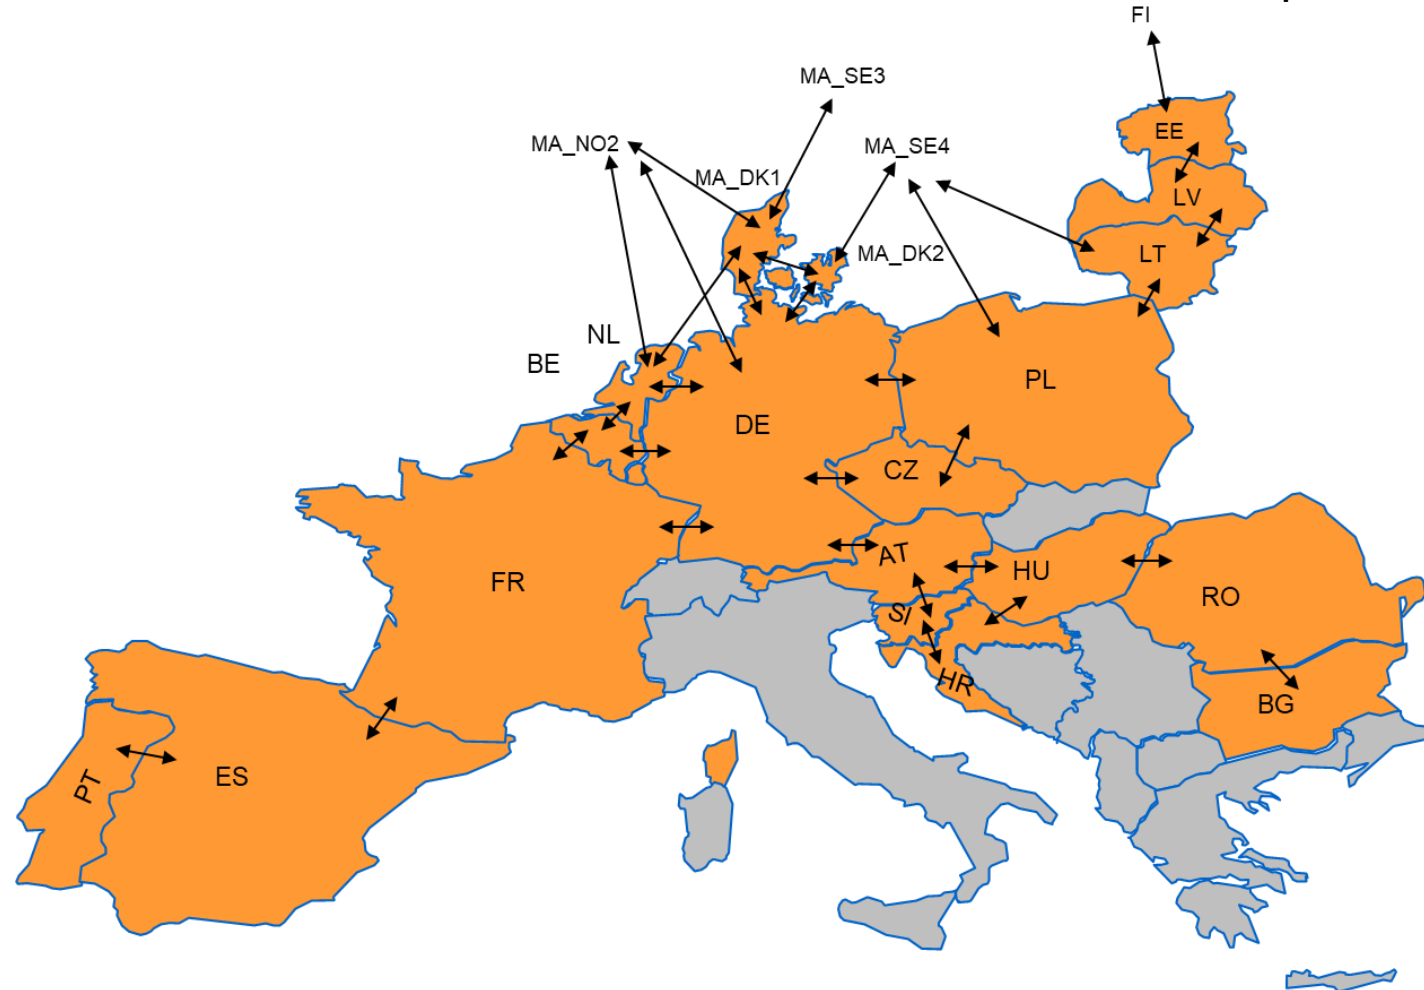 FI
MA_SE3
EE
MA_NO2
MA_SE4
MA_DK1
LV
MA_DK2
LT
NL
BE
PL
DE
CZ
AT
HU
FR
RO
SI
HR
BG
ES
PT